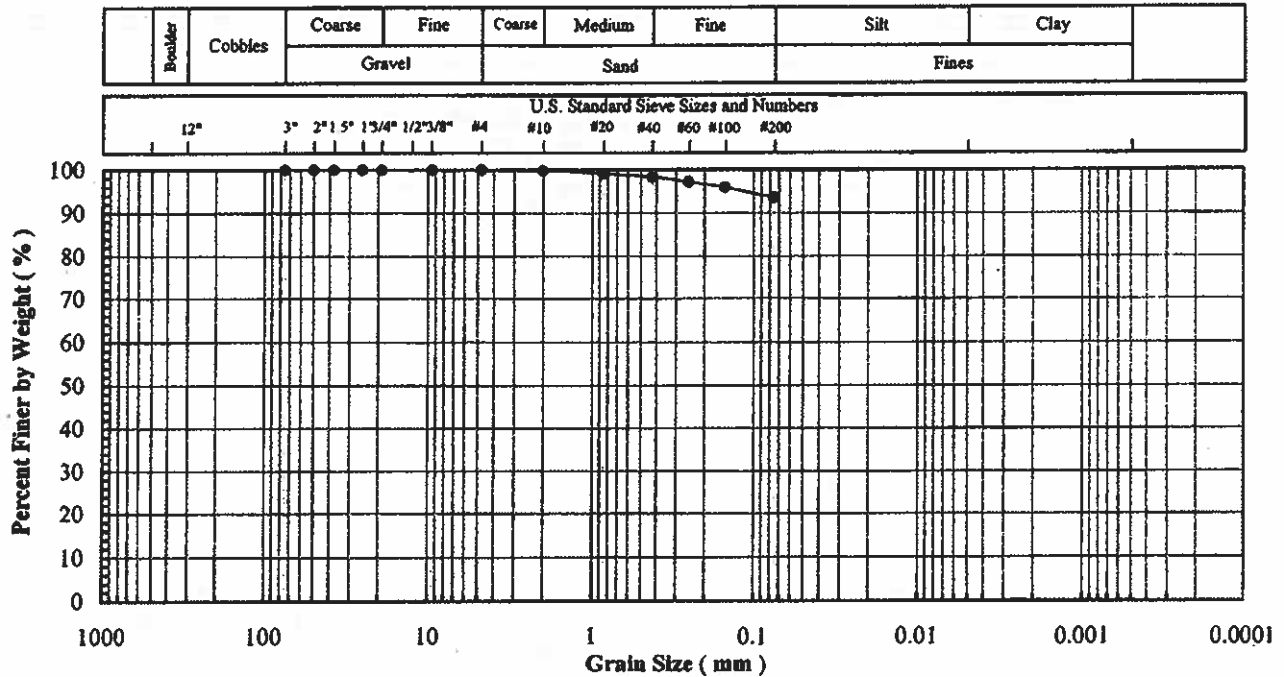 Boulder Cobbles Coarse Fine Coarse Medium Fine Silt Clay
Gravel Sand Fines
U.S. Standard Sieve Sizes and Numbers
12" 3" 2" 1.5" 1" 3/4" 1/2" 3/8" #4 #10 #20 #40 #60 #100 #200
Percent Finer by Weight ( % )
100
90
80
70
60
50
40
30
20
10
0
1000 100 10 1 0.1 0.01 0.001 0.0001
Grain Size ( mm )